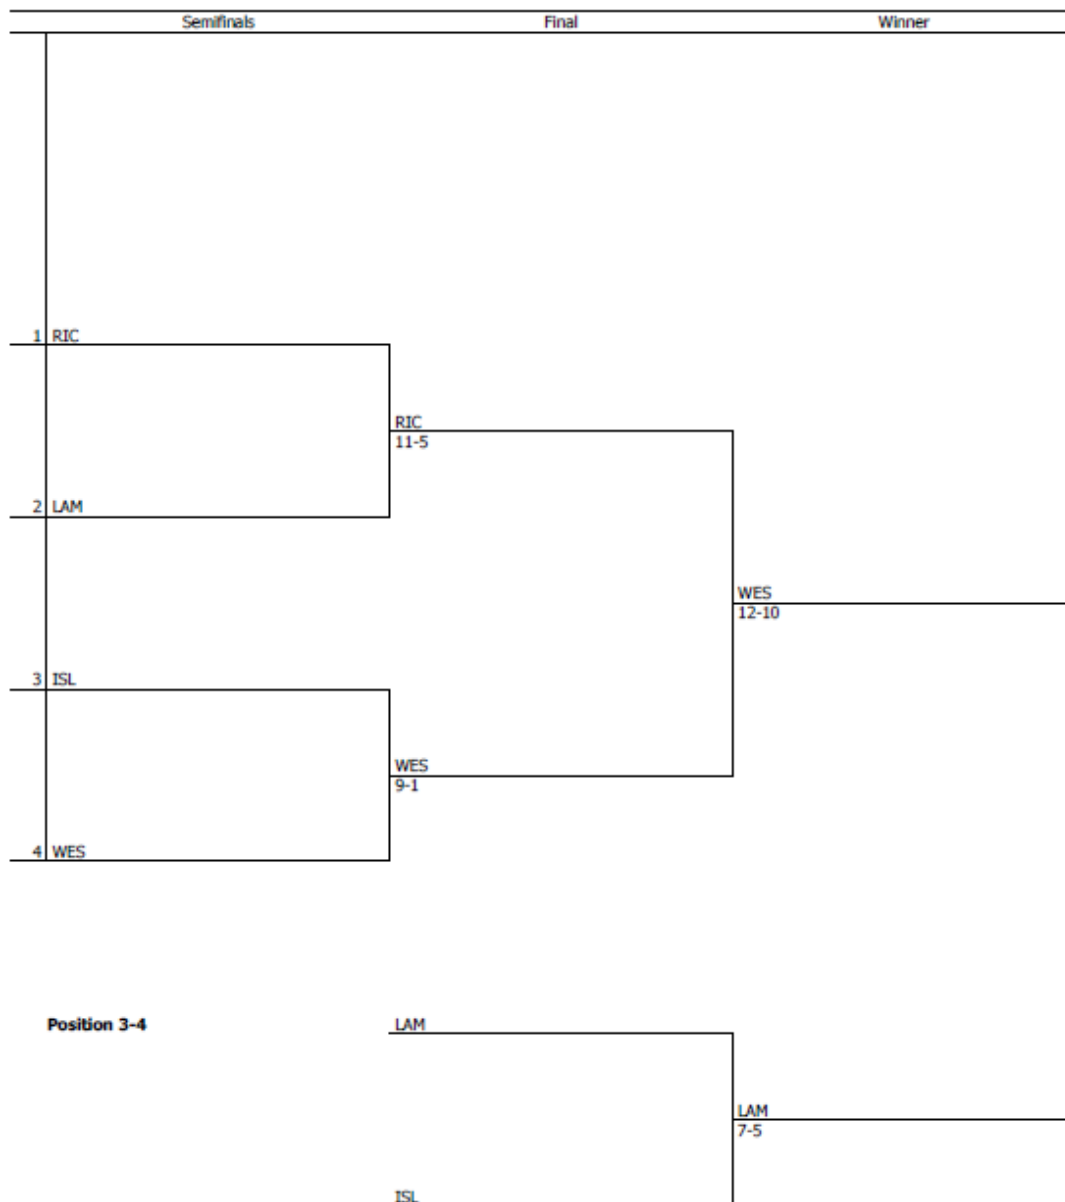 Semifinals Final Winner
1 RIC
RIC
11-5
2 LAM
WES
12-10
3 ISL
WES
9-1
4 WES
Position 3-4 LAM
LAM
7-5
ISL